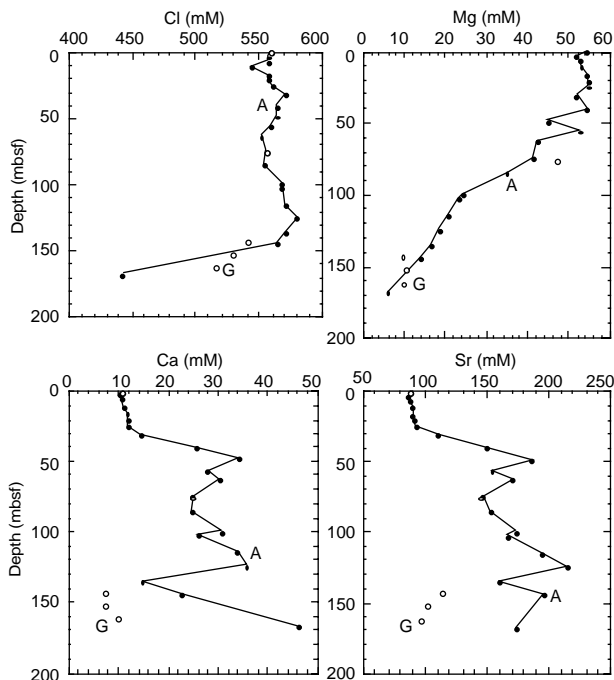 Cl (mM)
400 450 500 550 600
0
50
100
150
200
Depth (mbsf)
A
G
Mg (mM)
0 10 20 30 40 50 60
0
50
100
150
200
A
G
Ca (mM)
0 10 20 30 40 50
0
50
100
150
200
Depth (mbsf)
A
G
Sr (mM)
50 100 150 200 250
0
50
100
150
200
A
G